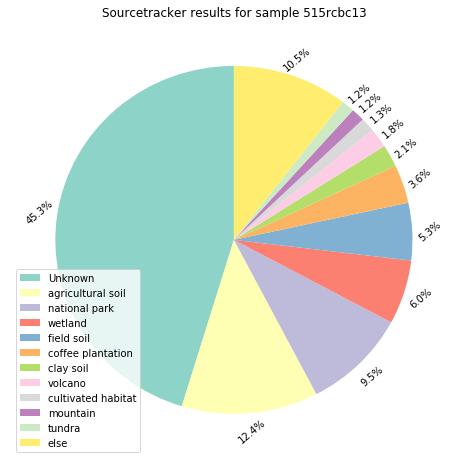 Sourcetracker results for sample 515rcbc13
10.5%
1.2%
1.2%
1.3%
1.8%
2.1%
3.6%
5.3%
6.0%
9.5%
12.4%
45.3%
Unknown
agricultural soil
national park
wetland
field soil
coffee plantation
clay soil
volcano
cultivated habitat
mountain
tundra
else